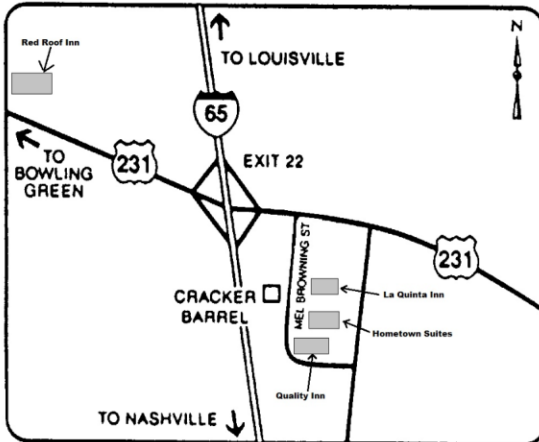 Red Roof Inn
N
TO LOUISVILLE
65
TO
BOWLING
GREEN
231
EXIT 22
MEL BROWNING ST
231
CRACKER
BARREL
La Quinta Inn
Hometown Suites
Quality Inn
TO NASHVILLE